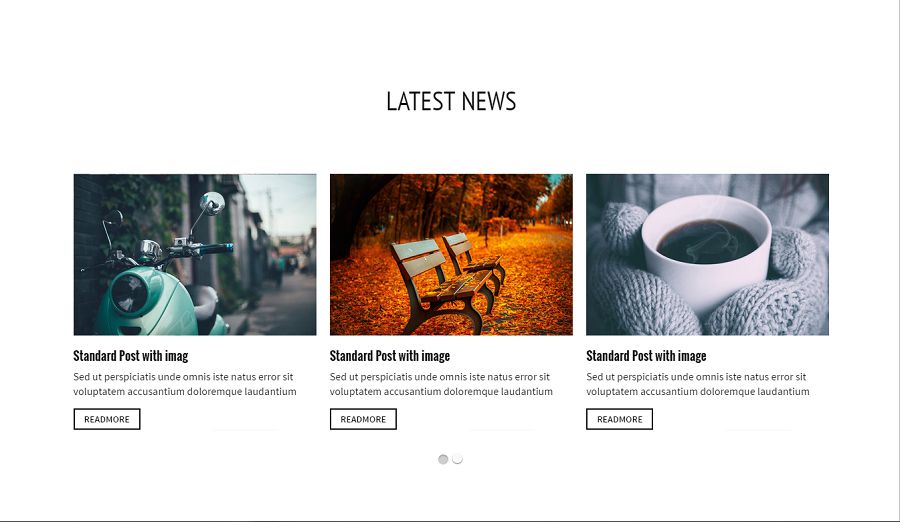 LATEST NEWS
Standard Post with imag
Sed ut perspiciatis unde omnis iste natus error sit
voluptatem accusantium doloremque laudantium
READMORE
Standard Post with image
Sed ut perspiciatis unde omnis iste natus error sit
voluptatem accusantium doloremque laudantium
READMORE
Standard Post with image
Sed ut perspiciatis unde omnis iste natus error sit
voluptatem accusantium doloremque laudantium
READMORE